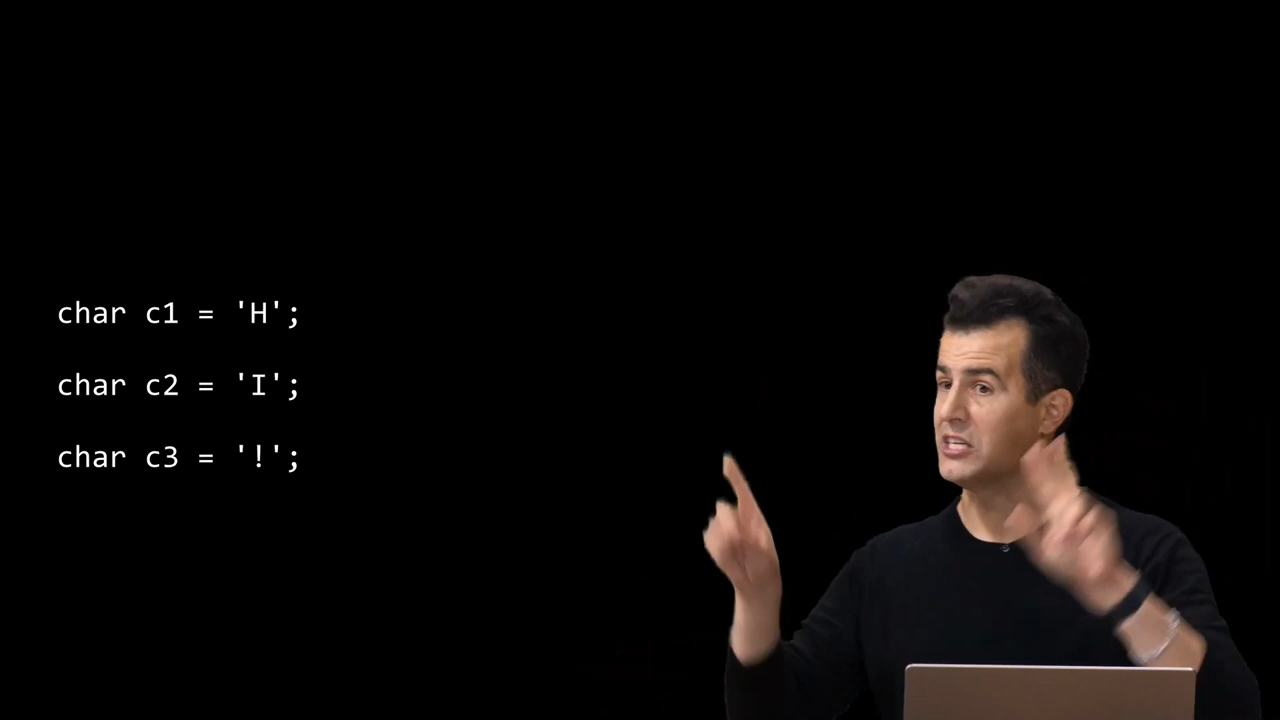 char c1 = 'H';
char c2 = 'I';
char c3 = '!';